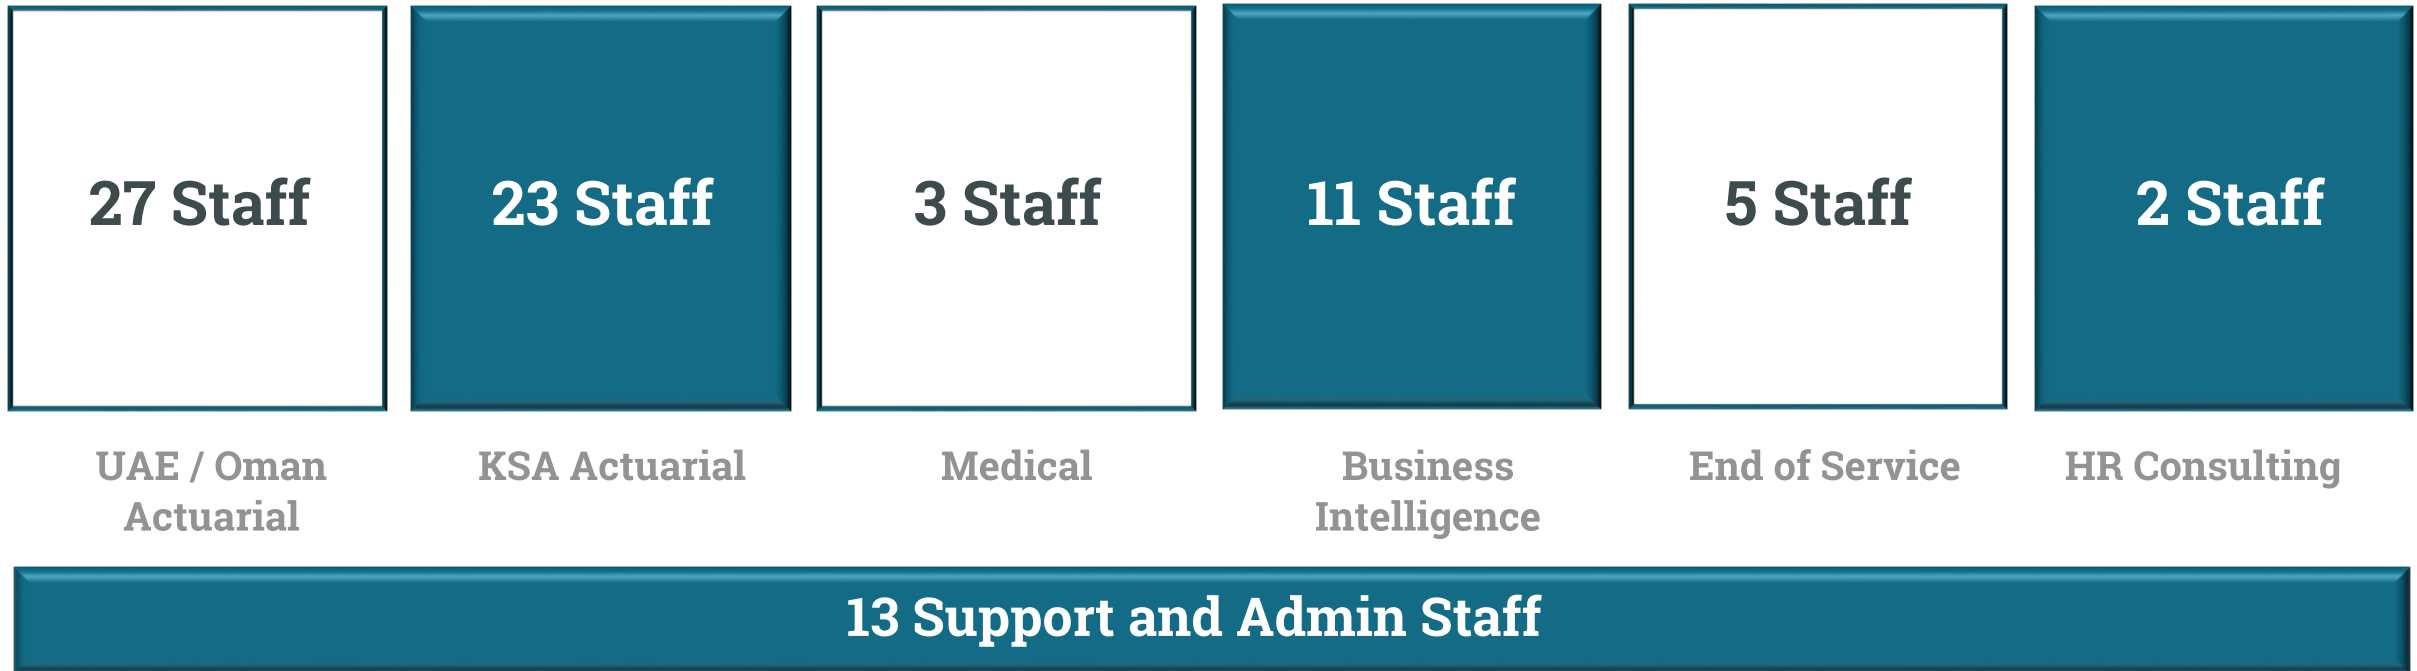 27 Staff
23 Staff
3 Staff
11 Staff
5 Staff
2 Staff
UAE / Oman
Actuarial
KSA Actuarial
Medical
Business
Intelligence
End of Service
HR Consulting
13 Support and Admin Staff